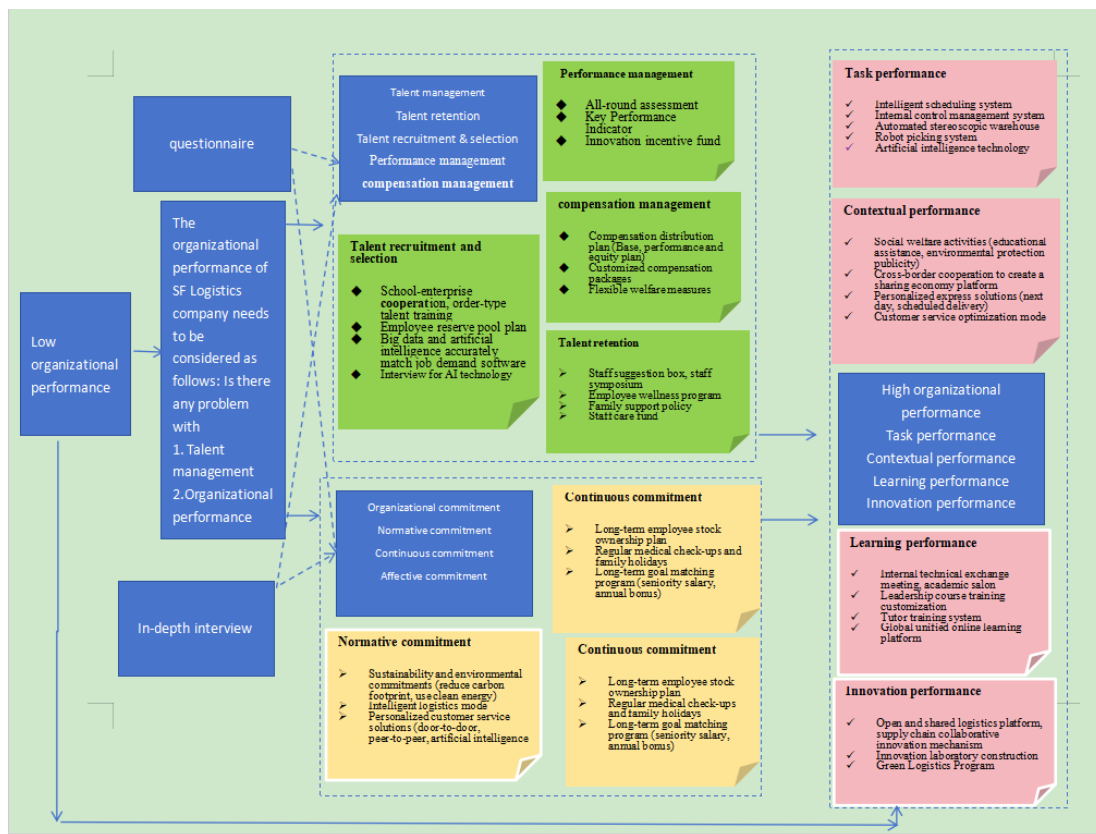 questionnaire
The
organizational
performance of
SF Logistics
company needs
to be
considered as
follows: Is there
any problem
with
1. Talent
management
2.Organizational
performance
Low
organizational
performance
In-depth interview
Talent management
Talent retention
Talent recruitment & selection
Performance management
compensation management
Performance management
◆ All-round assessment
◆ Key Performance
Indicator
◆ Innovation incentive fund
Talent recruitment and
selection
◆ School-enterprise
cooperation, order-type
talent training
◆ Employee reserve pool plan
◆ Big data and artificial
intelligence accurately
match job demand software
◆ Interview for AI technology
compensation management
◆ Compensation distribution
plan (Base, performance and
equity plan)
◆ Customized compensation
packages
◆ Flexible welfare measures
Talent retention
➢ Staff suggestion box, staff
symposium
➢ Employee wellness program
➢ Family support policy
➢ Staff care fund
Organizational commitment
Normative commitment
Continuous commitment
Affective commitment
Continuous commitment
➢ Long-term employee stock
ownership plan
➢ Regular medical check-ups and
family holidays
➢ Long-term goal matching
program (seniority salary,
annual bonus)
Normative commitment
➢ Sustainability and environmental
commitments (reduce carbon
footprint, use clean energy)
➢ Intelligent logistics mode
➢ Personalized customer service
solutions (door-to-door,
peer-to-peer, artificial intelligence
Continuous commitment
➢ Long-term employee stock
ownership plan
➢ Regular medical check-ups
and family holidays
➢ Long-term goal matching
program (seniority salary,
annual bonus)
Task performance
✓ Intelligent scheduling system
✓ Internal control management system
✓ Automated stereoscopic warehouse
✓ Robot picking system
✓ Artificial intelligence technology
Contextual performance
✓ Social welfare activities (educational
assistance, environmental protection
publicity)
✓ Cross-border cooperation to create a
sharing economy platform
✓ Personalized express solutions (next
day, scheduled delivery)
✓ Customer service optimization mode
High organizational
performance
Task performance
Contextual performance
Learning performance
Innovation performance
Learning performance
✓ Internal technical exchange
meeting, academic salon
✓ Leadership course training
customization
✓ Tutor training system
✓ Global unified online learning
platform
Innovation performance
✓ Open and shared logistics platform,
supply chain collaborative
innovation mechanism
✓ Innovation laboratory construction
✓ Green Logistics Program